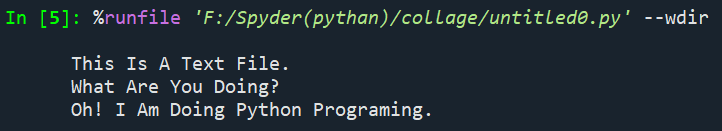 In [5]: %runfile 'F:/Spyder(pythan)/collage/untitled0.py' --wdir
This Is A Text File.
What Are You Doing?
Oh! I Am Doing Python Programing.